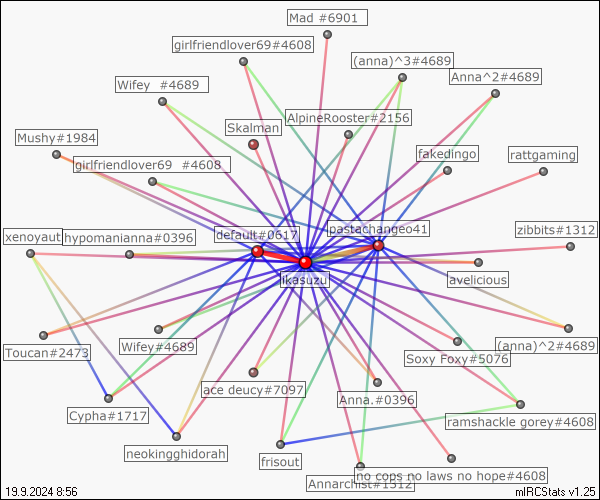 Mad #6901
girlfriendlover69#4608
(anna)^3#4689
Anna^2#4689
Wifey #4689
AlpineRooster#2156
Skalman
Mushy#1984
fakedingo
rattgaming
girlfriendlover69 #4608
pastachangeo41
zibbits#1312
default#0617
xenoyaut
hypomanianna#0396
ikasuzu
avelicious
(anna)^2#4689
Wifey#4689
Toucan#2473
Soxy Foxy#5076
ace deucy#7097
Anna.#0396
Cypha#1717
ramshackle gorey#4608
neokingghidorah
frisout
no cops no laws no hope#4608
Annarchist#1312
19.9.2024 8:56
mIRCStats v1.25